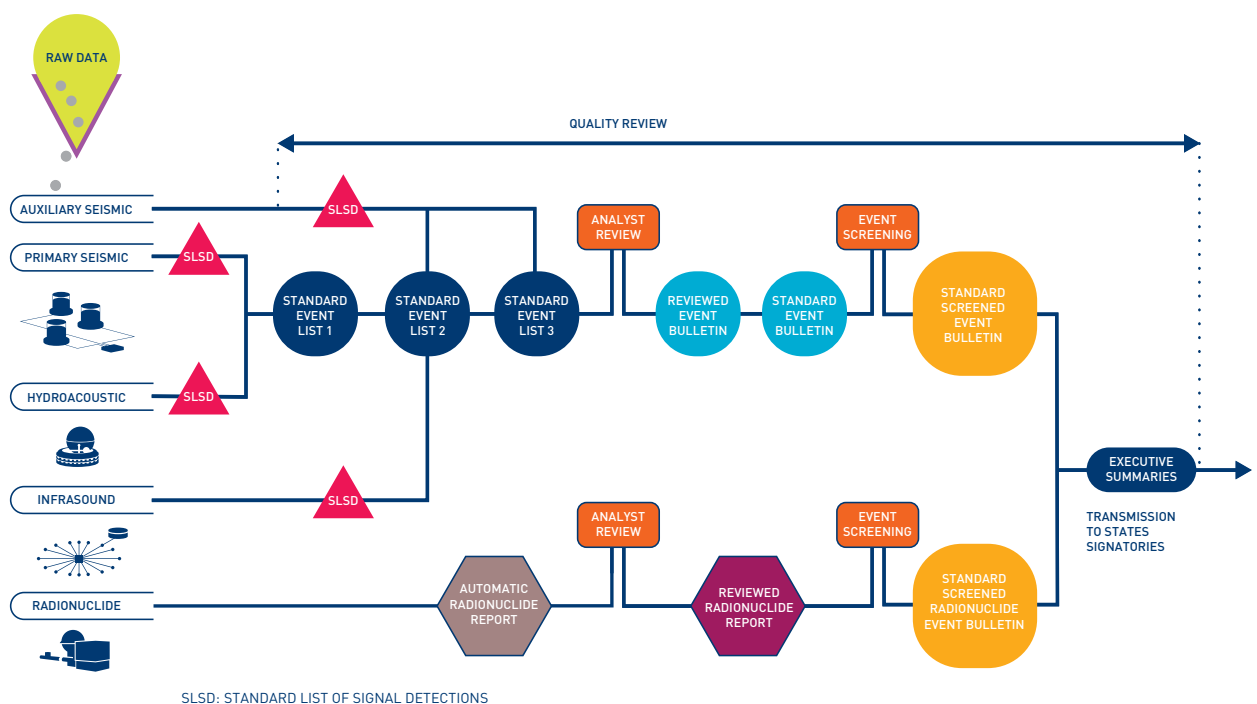 RAW DATA
QUALITY REVIEW
AUXILIARY SEISMIC
SLSD
ANALYST
REVIEW
EVENT
SCREENING
PRIMARY SEISMIC
SLSD
STANDARD
EVENT
LIST 1
STANDARD
EVENT
LIST 2
STANDARD
EVENT
LIST 3
REVIEWED
EVENT
BULLETIN
STANDARD
EVENT
BULLETIN
STANDARD
SCREENED
EVENT
BULLETIN
HYDROACOUSTIC
SLSD
EXECUTIVE
SUMMARIES
INFRASOUND
SLSD
ANALYST
REVIEW
EVENT
SCREENING
TRANSMISSION
TO STATES
SIGNATORIES
RADIONUCLIDE
AUTOMATIC
RADIONUCLIDE
REPORT
REVIEWED
RADIONUCLIDE
REPORT
STANDARD
SCREENED
RADIONUCLIDE
EVENT BULLETIN
SLSD: STANDARD LIST OF SIGNAL DETECTIONS